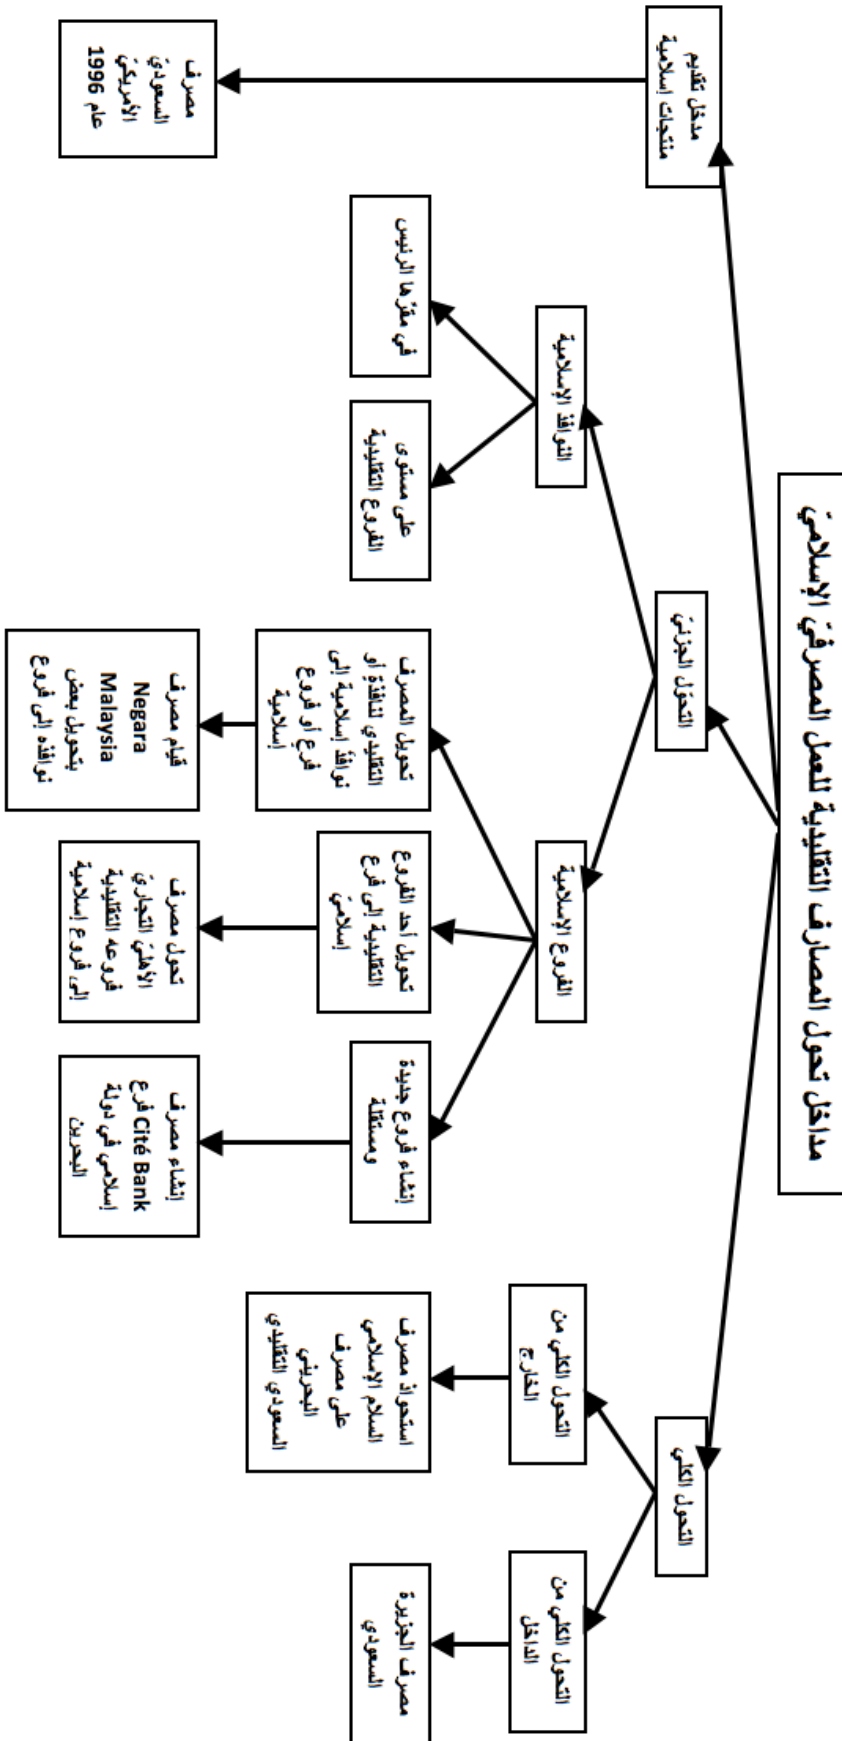 مداخل تحول المصارف التقليدية للعمل المصرفيّ الإسلاميّ
مدخل تقديم
منتجات إسلامية
مصرف
السعوديّ
الأمريكيّ
عام 1996
التحوّل الجزئيّ
النوافذ الإسلامية
في مقرّها الرئيس
على مستوى
الفروع التقليدية
الفروع الإسلامية
تحويل المصرف
التقليدي لنافذةٍ أو
نوافذَ إسلامية إلى
فرعٍ أو فروع
إسلامية
قيام مصرف
Negara
Malaysia
بتحويل بعض
نوافذه إلى فروع
تحويل أحد الفروع
التقليدية إلى فرع
إسلاميّ
تحول مصرف
الأهليّ التجاريّ
فروعه التقليدية
إلى فروع إسلامية
إنشاء فروع جديدة
ومستقلة
إنشاء مصرف
Cité Bank فرع
إسلامي في دولة
البحرين
التحول الكلي
التحول الكلي من
الخارج
استحواذ مصرف
السلام الإسلامي
على مصرف
البحريني
السعودي التقليدي
التحول الكلي من
الداخل
مصرف الجزيرة
السعودي